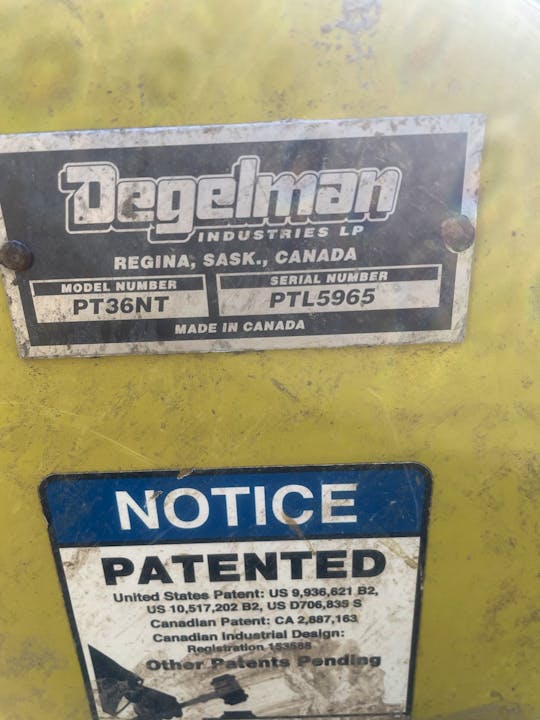 Degelman
INDUSTRIES LP
REGINA, SASK., CANADA
MODEL NUMBER SERIAL NUMBER
PT36NT PTL5965
MADE IN CANADA
NOTICE
PATENTED
United States Patent: US 9,936,621 B2,
US 10,517,202 B2, US D706,835 S
Canadian Patent: CA 2,887,163
Canadian Industrial Design:
Registration 153588
Other Patents Pending